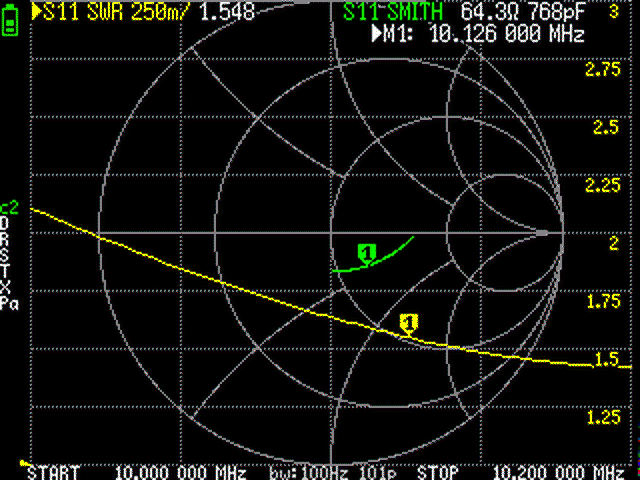 S11 SWR 250m/ 1.548 S11 SMITH 64.3Ω 768pF
M1: 10.126 000 MHz
3
2.75
2.5
2.25
2
1.75
1.5
1.25
c2
D
R
S
T
X
Pa
1
1
START 10.000 000 MHz bw:100Hz 101p STOP 10.200 000 MHz